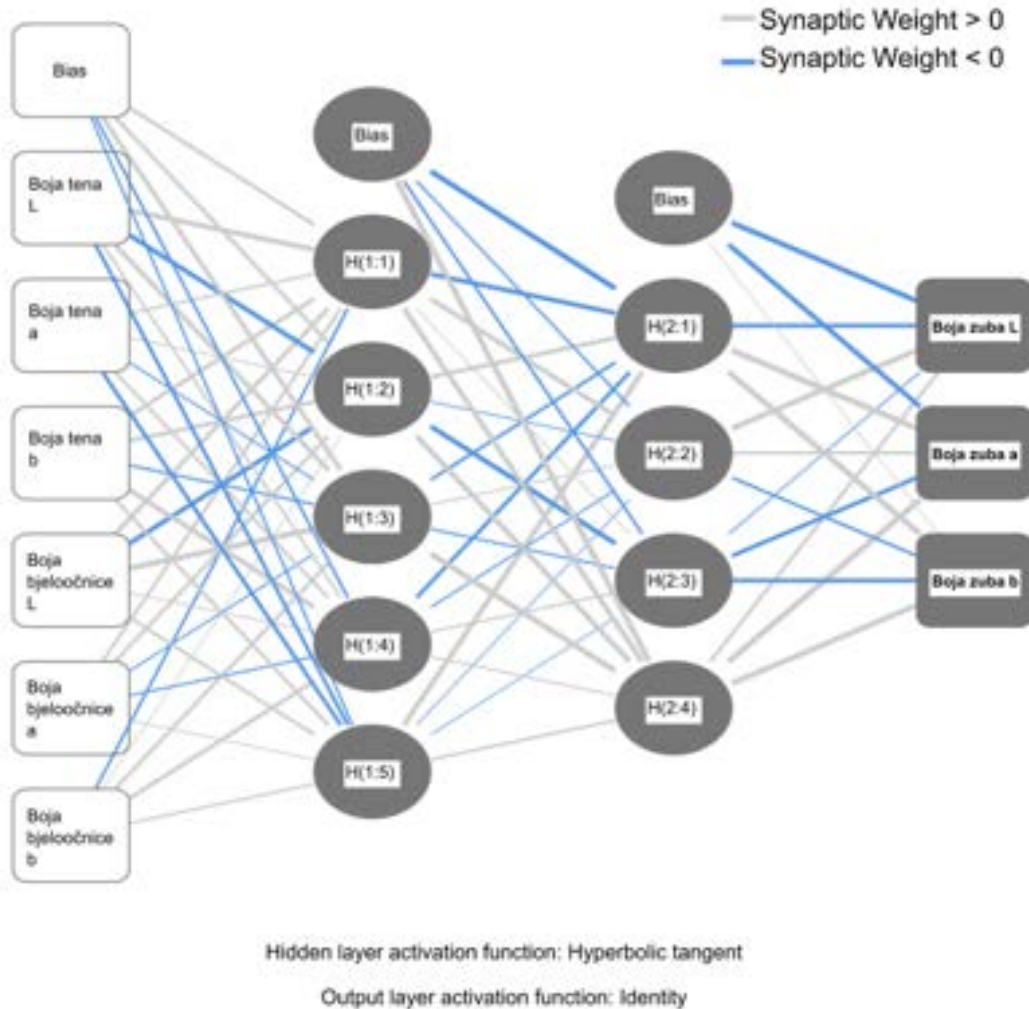 Synaptic Weight > 0
Synaptic Weight < 0
Bias
Boja tena
L
Boja tena
a
Boja tena
b
Boja
bjeloočnice
L
Boja
bjeloočnice
a
Boja
bjeloočnice
b
Bias
H(1:1)
H(1:2)
H(1:3)
H(1:4)
H(1:5)
Bias
H(2:1)
H(2:2)
H(2:3)
H(2:4)
Boja zuba L
Boja zuba a
Boja zuba b
Hidden layer activation function: Hyperbolic tangent
Output layer activation function: Identity